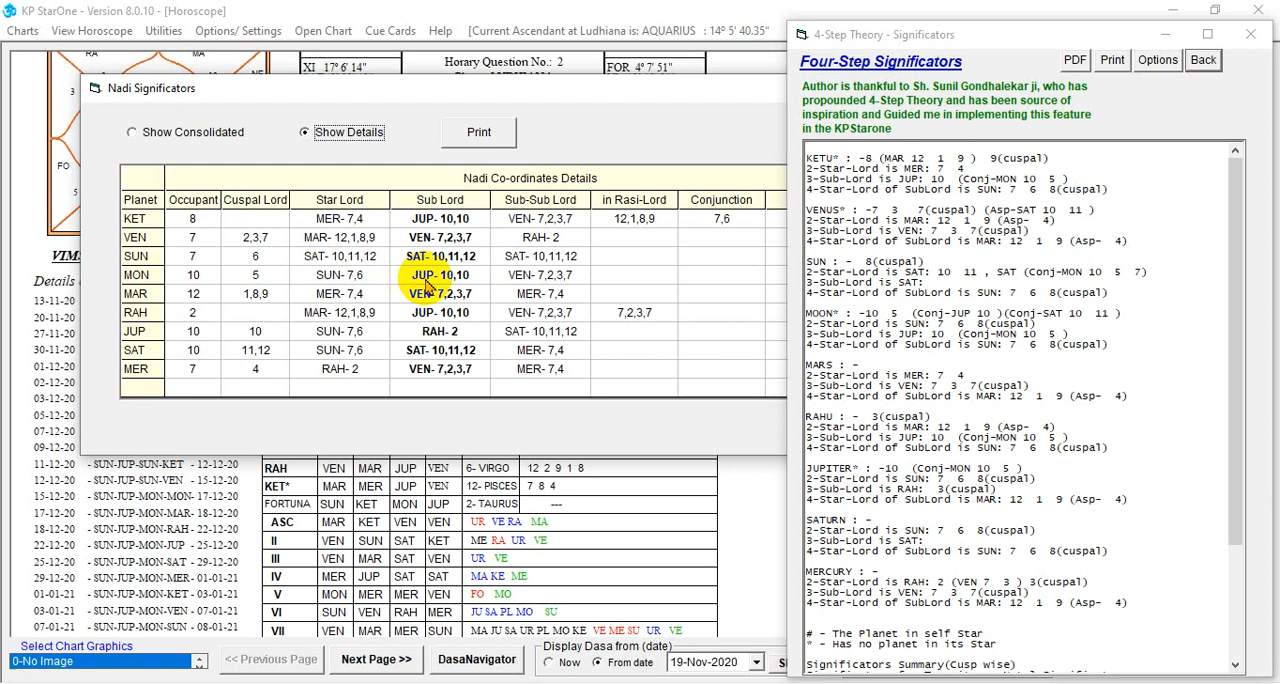 KP StarOne - Version 8.0.10 - [Horoscope]
Charts View Horoscope Utilities Options/ Settings Open Chart Cue Cards Help [Current Ascendant at Ludhiana is: AQUARIUS : 14º 5' 40.35"
RA MA
XI 17º 6' 14"
Horary Question No.: 2
FOR 4º 7' 51"
3
FO
5
Nadi Significators
Show Consolidated Show Details Print
Nadi Co-ordinates Details
Planet Occupant Cuspal Lord Star Lord Sub Lord Sub-Sub Lord in Rasi-Lord Conjunction
KET 8 MER- 7,4 JUP- 10,10 VEN- 7,2,3,7 12,1,8,9 7,6
VEN 7 2,3,7 MAR- 12,1,8,9 VEN- 7,2,3,7 RAH- 2
SUN 7 6 SAT- 10,11,12 SAT- 10,11,12 SAT- 10,11,12
MON 10 5 SUN- 7,6 JUP- 10,10 VEN- 7,2,3,7
MAR 12 1,8,9 MER- 7,4 VEN- 7,2,3,7 MER- 7,4
RAH 2 MAR- 12,1,8,9 JUP- 10,10 7,2,3,7
JUP 10 10 SUN- 7,6 RAH- 2 SAT- 10,11,12
SAT 10 11,12 SUN- 7,6 SAT- 10,11,12 MER- 7,4
MER 7 4 RAH- 2 VEN- 7,2,3,7 MER- 7,4
VIMS
Details
13-11-20
20-11-20
27-11-20
30-11-20
01-12-20
02-12-20
03-12-20
05-12-20
07-12-20
09-12-20
11-12-20 - SUN-JUP-SUN-KET - 12-12-20
12-12-20 - SUN-JUP-SUN-VEN - 15-12-20
15-12-20 - SUN-JUP-MON-MON- 17-12-20
17-12-20 - SUN-JUP-MON-MAR- 18-12-20
18-12-20 - SUN-JUP-MON-RAH - 22-12-20
22-12-20 - SUN-JUP-MON-JUP - 25-12-20
25-12-20 - SUN-JUP-MON-SAT - 29-12-20
29-12-20 - SUN-JUP-MON-MER- 01-01-21
01-01-21 - SUN-JUP-MON-KET - 03-01-21
03-01-21 - SUN-JUP-MON-VEN - 07-01-21
07-01-21 - SUN-JUP-MON-SUN - 08-01-21
RAH VEN MAR JUP VEN 6- VIRGO 12 2 9 1 8
KET* MAR MER JUP VEN 12- PISCES 7 8 4
FORTUNA SUN KET MON JUP 2- TAURUS ---
ASC MAR KET VEN VEN UR VE RA MA
II VEN SUN SAT KET ME RA UR VE
III VEN MAR SAT VEN UR VE
IV MER JUP SAT SAT MA KE ME
V MON MER MER VEN FO MO
VI SUN VEN RAH MER JU SA PL MO SU
VII VEN MAR MER SUN MA JU SA UR PL MO KE VE ME SU UR VE
Select Chart Graphics
0-No Image
<< Previous Page
Next Page >>
DasaNavigator
Display Dasa from (date)
Now From date 19-Nov-2020
4-Step Theory - Significators
Four-Step Significators
PDF Print Options Back
Author is thankful to Sh. Sunil Gondhalekar ji, who has
propounded 4-Step Theory and has been source of
inspiration and Guided me in implementing this feature
in the KPStarone
KETU* : -8 (MAR 12 1 9 ) 9(cuspal)
2-Star-Lord is MER: 7 4
3-Sub-Lord is JUP: 10 (Conj-MON 10 5 )
4-Star-Lord of SubLord is SUN: 7 6 8(cuspal)
VENUS* : -7 3 7(cuspal) (Asp-SAT 10 11 )
2-Star-Lord is MAR: 12 1 9 (Asp- 4)
3-Sub-Lord is VEN: 7 3 7(cuspal)
4-Star-Lord of SubLord is MAR: 12 1 9 (Asp- 4)
SUN : - 8(cuspal)
2-Star-Lord is SAT: 10 11 , SAT (Conj-MON 10 5 7)
3-Sub-Lord is SAT:
4-Star-Lord of SubLord is SUN: 7 6 8(cuspal)
MOON* : -10 5 (Conj-JUP 10 )(Conj-SAT 10 11 )
2-Star-Lord is SUN: 7 6 8(cuspal)
3-Sub-Lord is JUP: 10 (Conj-MON 10 5 )
4-Star-Lord of SubLord is SUN: 7 6 8(cuspal)
MARS : -
2-Star-Lord is MER: 7 4
3-Sub-Lord is VEN: 7 3 7(cuspal)
4-Star-Lord of SubLord is MAR: 12 1 9 (Asp- 4)
RAHU : - 3(cuspal)
2-Star-Lord is MAR: 12 1 9 (Asp- 4)
3-Sub-Lord is JUP: 10 (Conj-MON 10 5 )
4-Star-Lord of SubLord is SUN: 7 6 8(cuspal)
JUPITER* : -10 (Conj-MON 10 5 )
2-Star-Lord is SUN: 7 6 8(cuspal)
3-Sub-Lord is RAH: 3(cuspal)
4-Star-Lord of SubLord is MAR: 12 1 9 (Asp- 4)
SATURN : -
2-Star-Lord is SUN: 7 6 8(cuspal)
3-Sub-Lord is SAT:
4-Star-Lord of SubLord is SUN: 7 6 8(cuspal)
MERCURY : -
2-Star-Lord is RAH: 2 (VEN 7 3 ) 3(cuspal)
3-Sub-Lord is VEN: 7 3 7(cuspal)
4-Star-Lord of SubLord is MAR: 12 1 9 (Asp- 4)
# - The Planet in self Star
* - Has no planet in its Star
Significators Summary(Cusp wise)